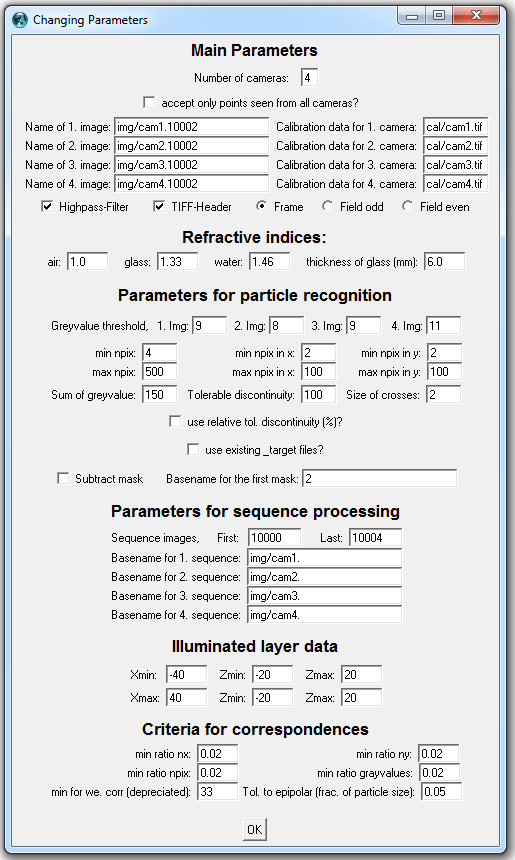 Changing Parameters
Main Parameters
Number of cameras: 4
accept only points seen from all cameras?
Name of 1. image: img/cam1.10002 Calibration data for 1. camera: cal/cam1.tif
Name of 2. image: img/cam2.10002 Calibration data for 2. camera: cal/cam2.tif
Name of 3. image: img/cam3.10002 Calibration data for 3. camera: cal/cam3.tif
Name of 4. image: img/cam4.10002 Calibration data for 4. camera: cal/cam4.tif
Highpass-Filter TIFF-Header Frame Field odd Field even
Refractive indices:
air: 1.0 glass: 1.33 water: 1.46 thickness of glass (mm): 6.0
Parameters for particle recognition
Greyvalue threshold, 1. Img: 9 2. Img: 8 3. Img: 9 4. Img: 11
min npix: 4 min npix in x: 2 min npix in y: 2
max npix: 500 max npix in x: 100 max npix in y: 100
Sum of greyvalue: 150 Tolerable discontinuity: 100 Size of crosses: 2
use relative tol. discontinuity (%)?
use existing _target files?
Subtract mask Basename for the first mask: 2
Parameters for sequence processing
Sequence images, First: 10000 Last: 10004
Basename for 1. sequence: img/cam1.
Basename for 2. sequence: img/cam2.
Basename for 3. sequence: img/cam3.
Basename for 4. sequence: img/cam4.
Illuminated layer data
Xmin: -40 Zmin: -20 Zmax: 20
Xmax: 40 Zmin: -20 Zmax: 20
Criteria for correspondences
min ratio nx: 0.02 min ratio ny: 0.02
min ratio npix: 0.02 min ratio grayvalues: 0.02
min for we. corr (depreciated): 33 Tol. to epipolar (frac. of particle size): 0.05
OK